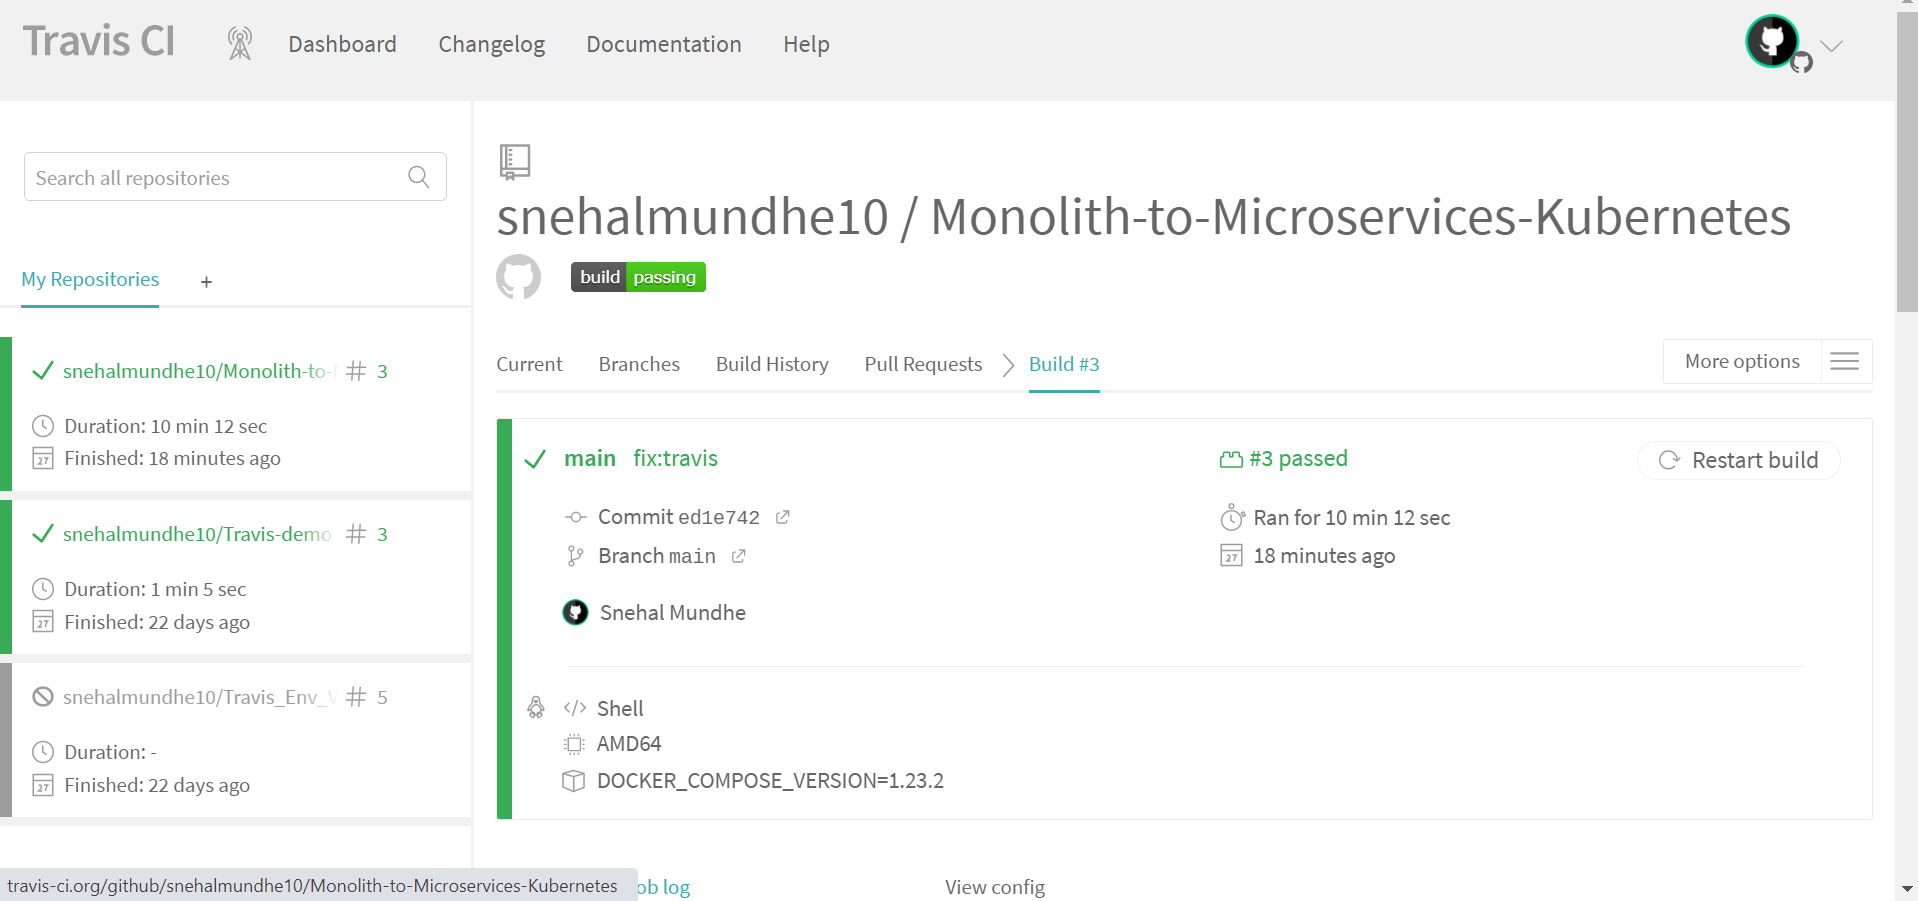 Travis CI Dashboard Changelog Documentation Help
Search all repositories
My Repositories +
snehalmundhe10/Monolith-to- # 3
Duration: 10 min 12 sec
27 Finished: 18 minutes ago
snehalmundhe10/Travis-demo # 3
Duration: 1 min 5 sec
27 Finished: 22 days ago
snehalmundhe10/Travis_Env_V # 5
Duration: -
27 Finished: 22 days ago
travis-ci.org/github/snehalmundhe10/Monolith-to-Microservices-Kubernetes
snehalmundhe10 / Monolith-to-Microservices-Kubernetes
build passing
Current Branches Build History Pull Requests Build #3
More options
main fix:travis
#3 passed
Restart build
Commit ed1e742
Ran for 10 min 12 sec
Branch main
27 18 minutes ago
Snehal Mundhe
</> Shell
AMD64
DOCKER_COMPOSE_VERSION=1.23.2
ob log View config